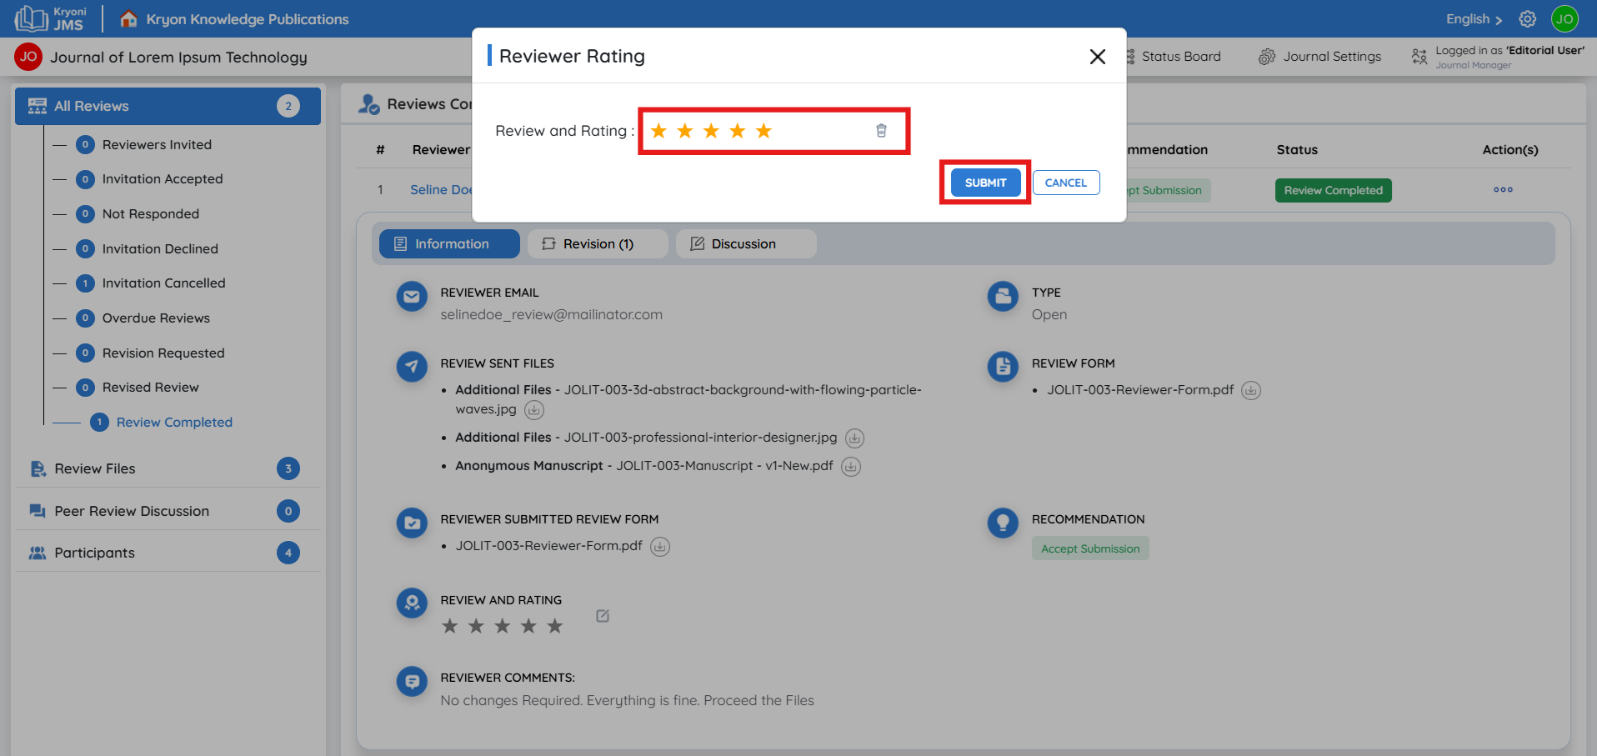 Kryoni
JMS
Kryon Knowledge Publications
English >
JO
JO
Journal of Lorem Ipsum Technology
Status Board
Journal Settings
Logged in as 'Editorial User'
Journal Manager
Reviewer Rating
Review and Rating :
SUBMIT
CANCEL
All Reviews
2
0 Reviewers Invited
0 Invitation Accepted
0 Not Responded
0 Invitation Declined
1 Invitation Cancelled
0 Overdue Reviews
0 Revision Requested
0 Revised Review
1 Review Completed
Review Files 3
Peer Review Discussion 0
Participants 4
Reviews Co
# Reviewer mmendation Status Action(s)
1 Seline Doe pt Submission Review Completed
Information
Revision (1)
Discussion
REVIEWER EMAIL
selinedoe_review@mailinator.com
TYPE
Open
REVIEW SENT FILES
• Additional Files - JOLIT-003-3d-abstract-background-with-flowing-particle-
waves.jpg
• Additional Files - JOLIT-003-professional-interior-designer.jpg
• Anonymous Manuscript - JOLIT-003-Manuscript - v1-New.pdf
REVIEW FORM
• JOLIT-003-Reviewer-Form.pdf
REVIEWER SUBMITTED REVIEW FORM
• JOLIT-003-Reviewer-Form.pdf
RECOMMENDATION
Accept Submission
REVIEW AND RATING
REVIEWER COMMENTS:
No changes Required. Everything is fine. Proceed the Files